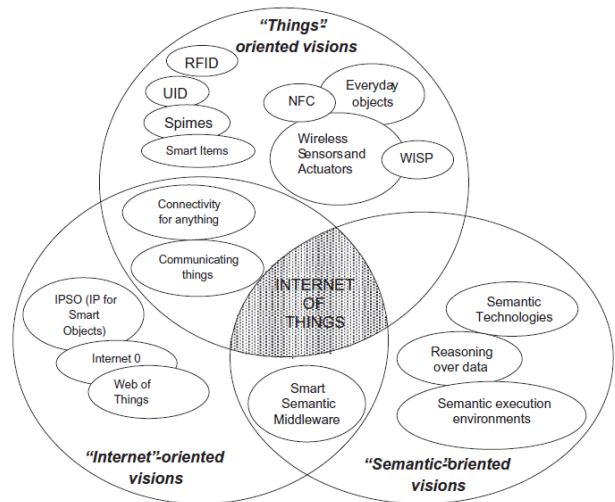 “Things”-
oriented visions
RFID
UID
Spimes
Smart Items
NFC
Everyday
objects
Wireless
Sensors and
Actuators
WISP
Connectivity
for anything
Communicating
things
INTERNET
OF
THINGS
IPSO (IP for
Smart
Objects)
Internet 0
Web of
Things
Semantic
Technologies
Reasoning
over data
Semantic execution
environments
Smart
Semantic
Middleware
“Internet”-oriented
visions
“Semantic”-oriented
visions